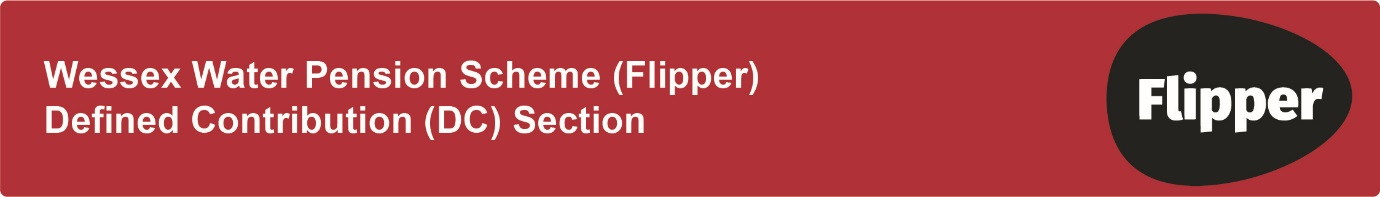 Wessex Water Pension Scheme (Flipper)
Defined Contribution (DC) Section
Flipper